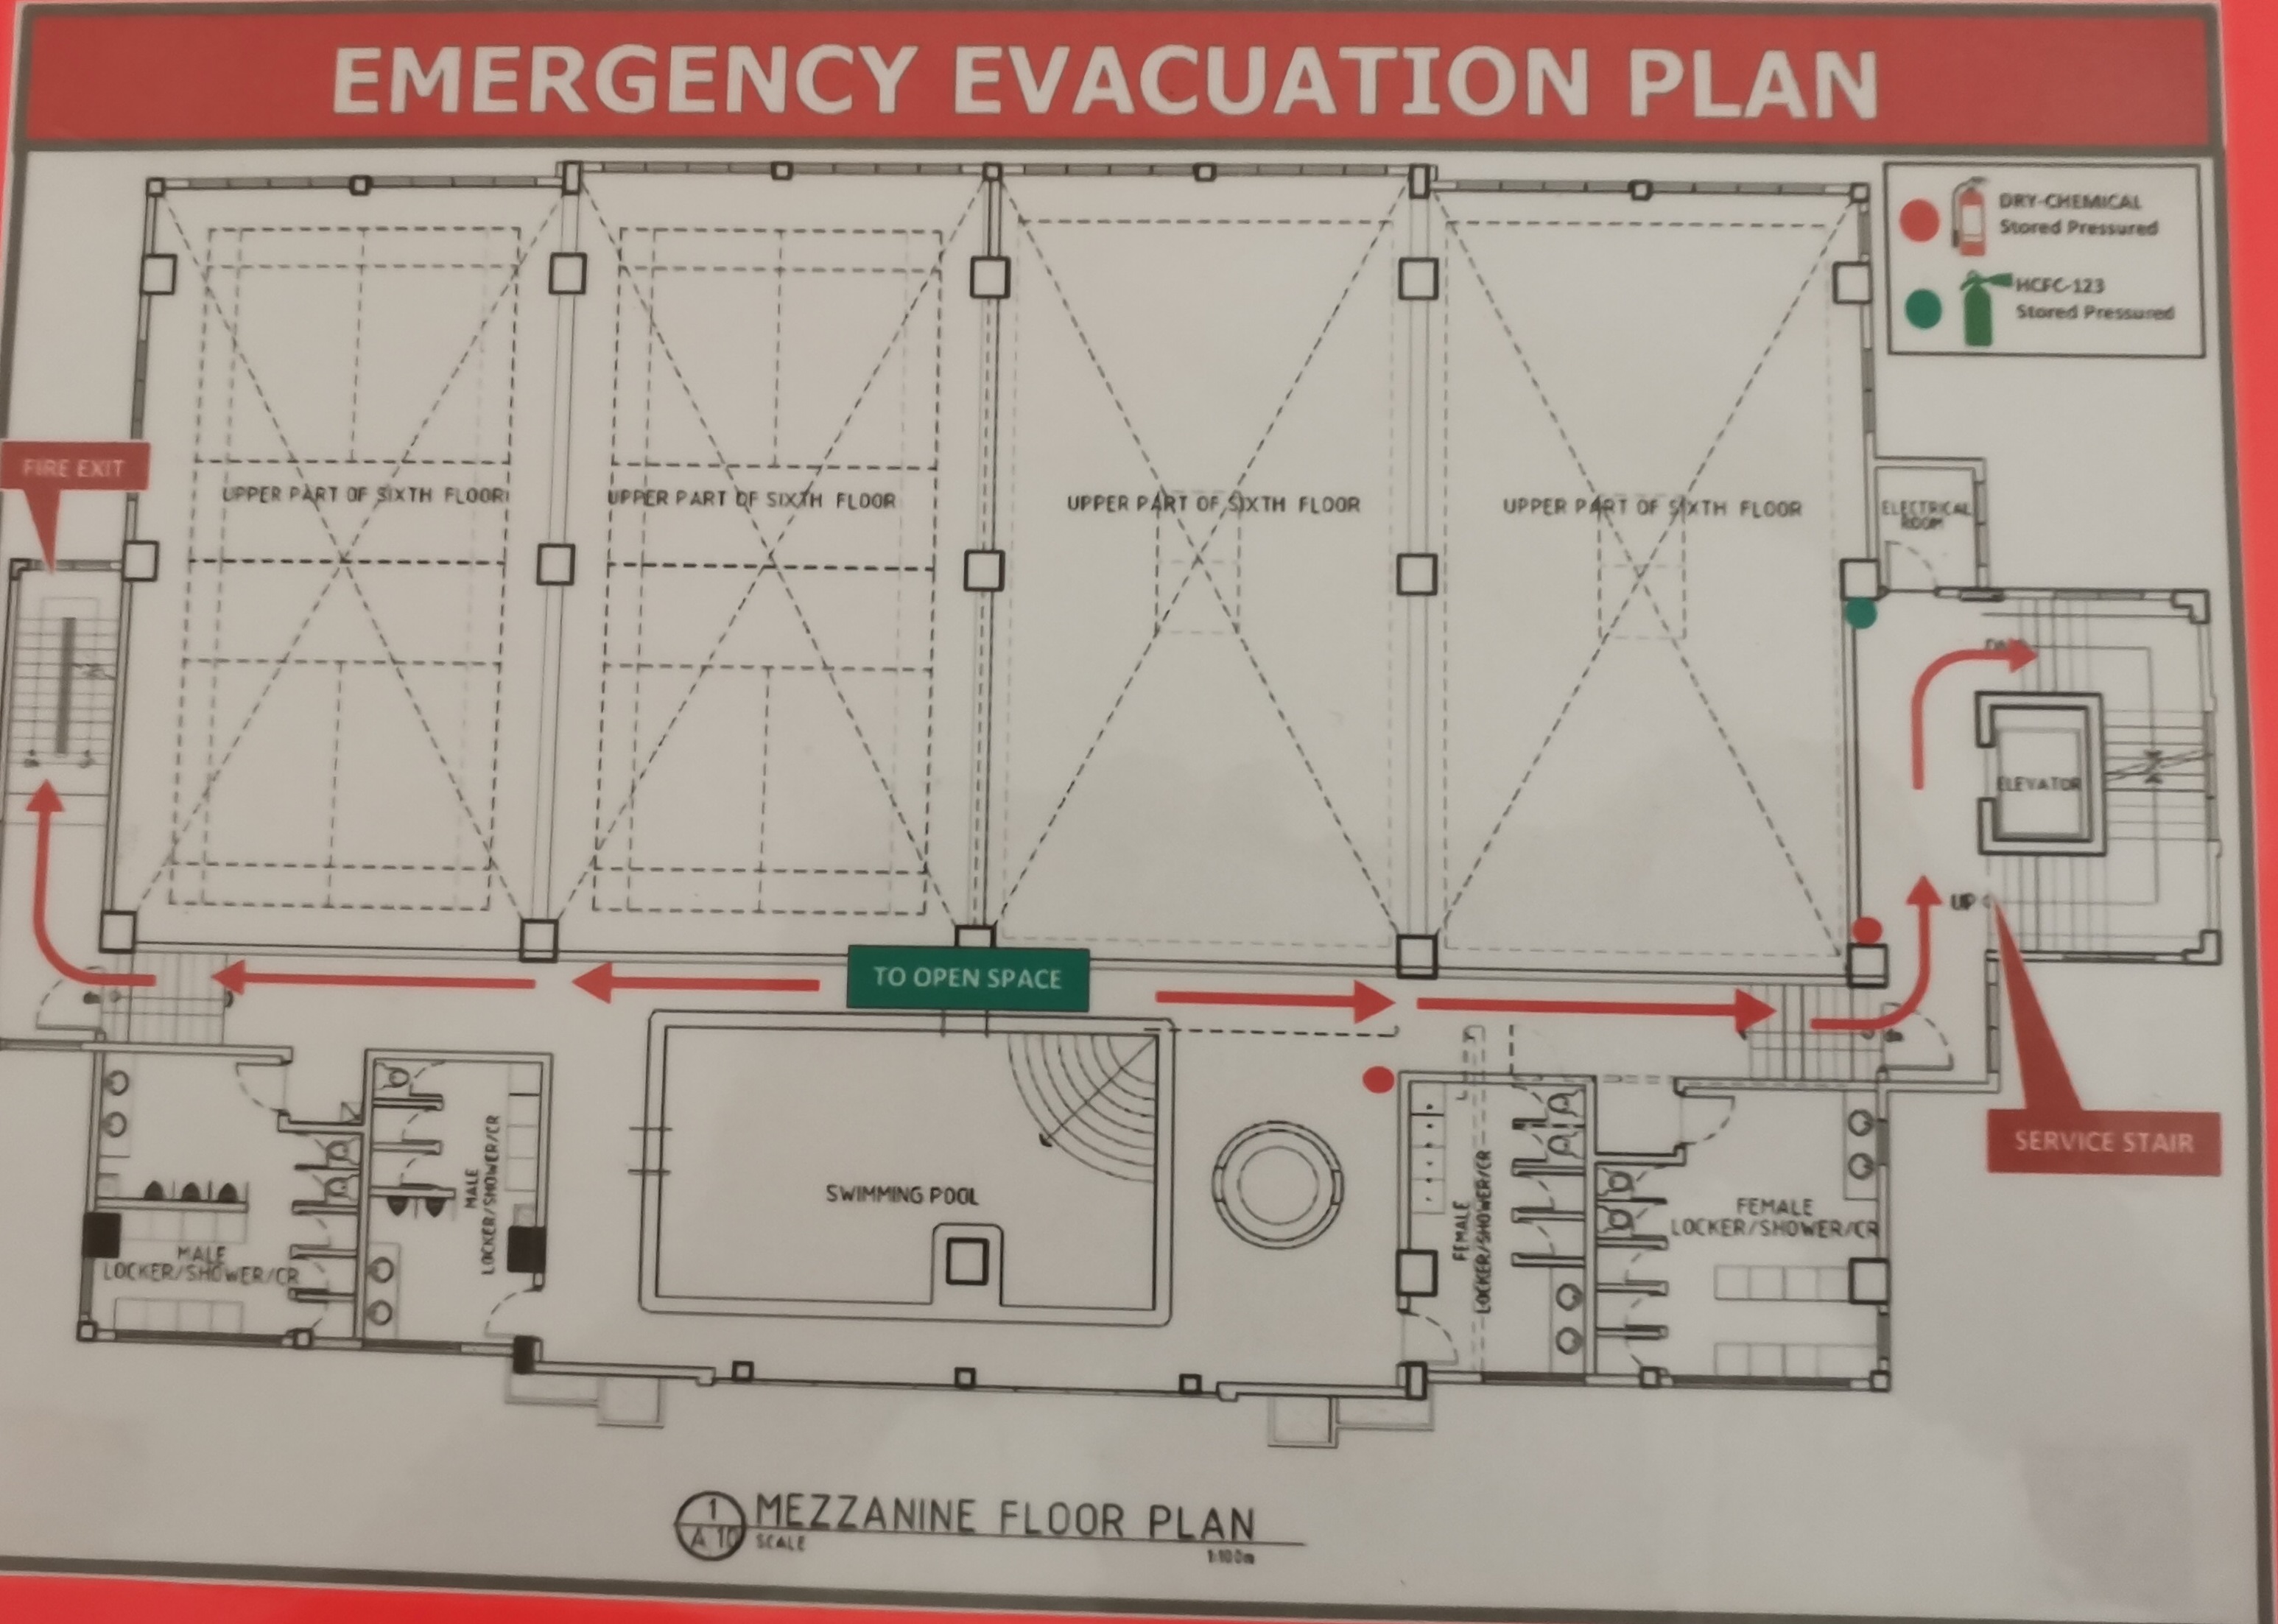 EMERGENCY EVACUATION PLAN
DRY-CHEMICAL
Stored Pressured
HCFC-123
Stored Pressured
FIRE EXIT
UPPER PART OF SIXTH FLOOR
UPPER PART OF SIXTH FLOOR
UPPER PART OF SIXTH FLOOR
UPPER PART OF SIXTH FLOOR
ELECTRICAL
ROOM
ELEVATOR
UP
TO OPEN SPACE
SERVICE STAIR
SWIMMING POOL
MALE
LOCKER/SHOWER/CR
MALE
LOCKER/SHOWER/CR
FEMALE
LOCKER/SHOWER/CR
FEMALE
LOCKER/SHOWER/CR
1
A 10
MEZZANINE FLOOR PLAN
SCALE
1:100m